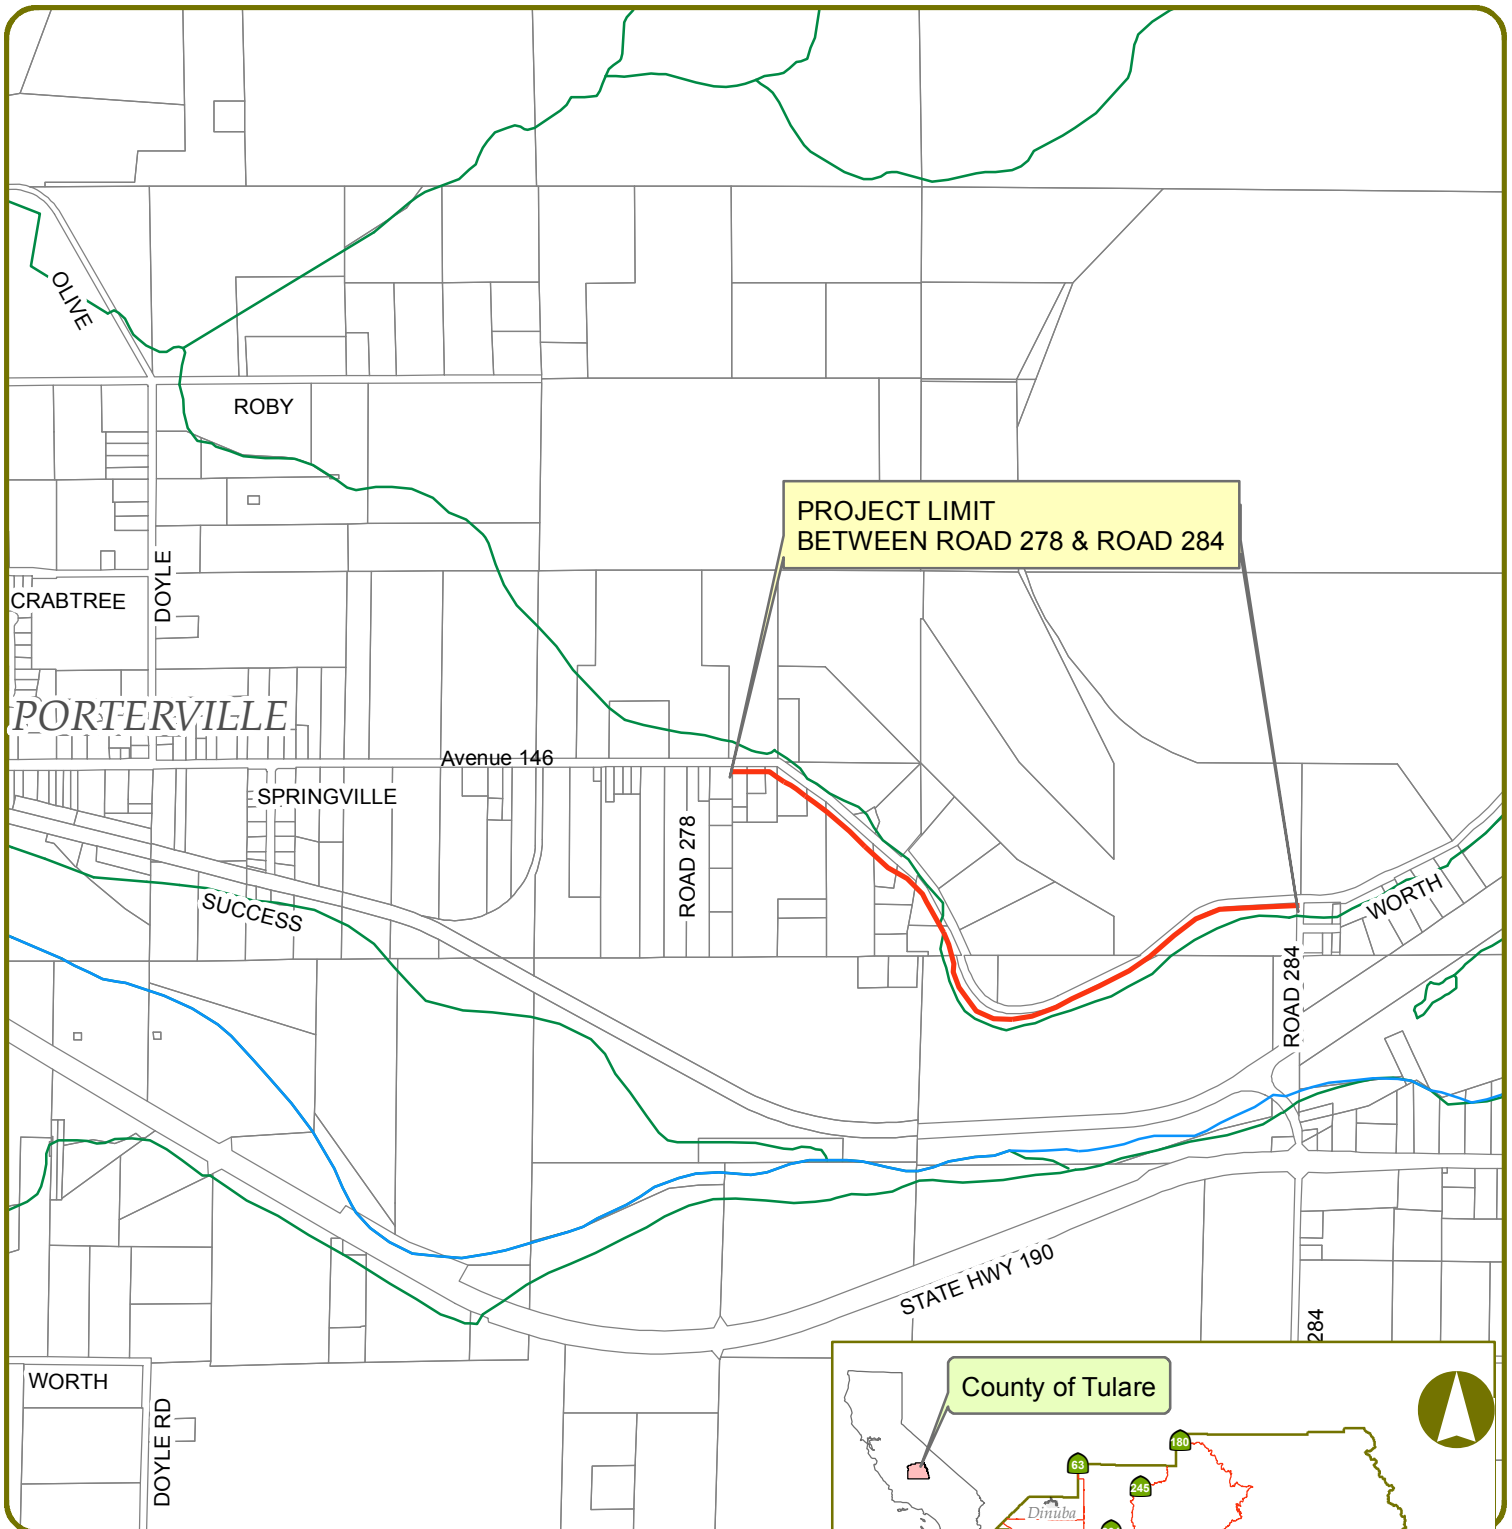 OLIVE
ROBY
PROJECT LIMIT
BETWEEN ROAD 278 & ROAD 284
DOYLE
CRABTREE
PORTERVILLE
Avenue 146
SPRINGVILLE
ROAD 278
SUCCESS
WORTH
ROAD 284
STATE HWY 190
284
WORTH
DOYLE RD
County of Tulare
180
63
245
Dinuba